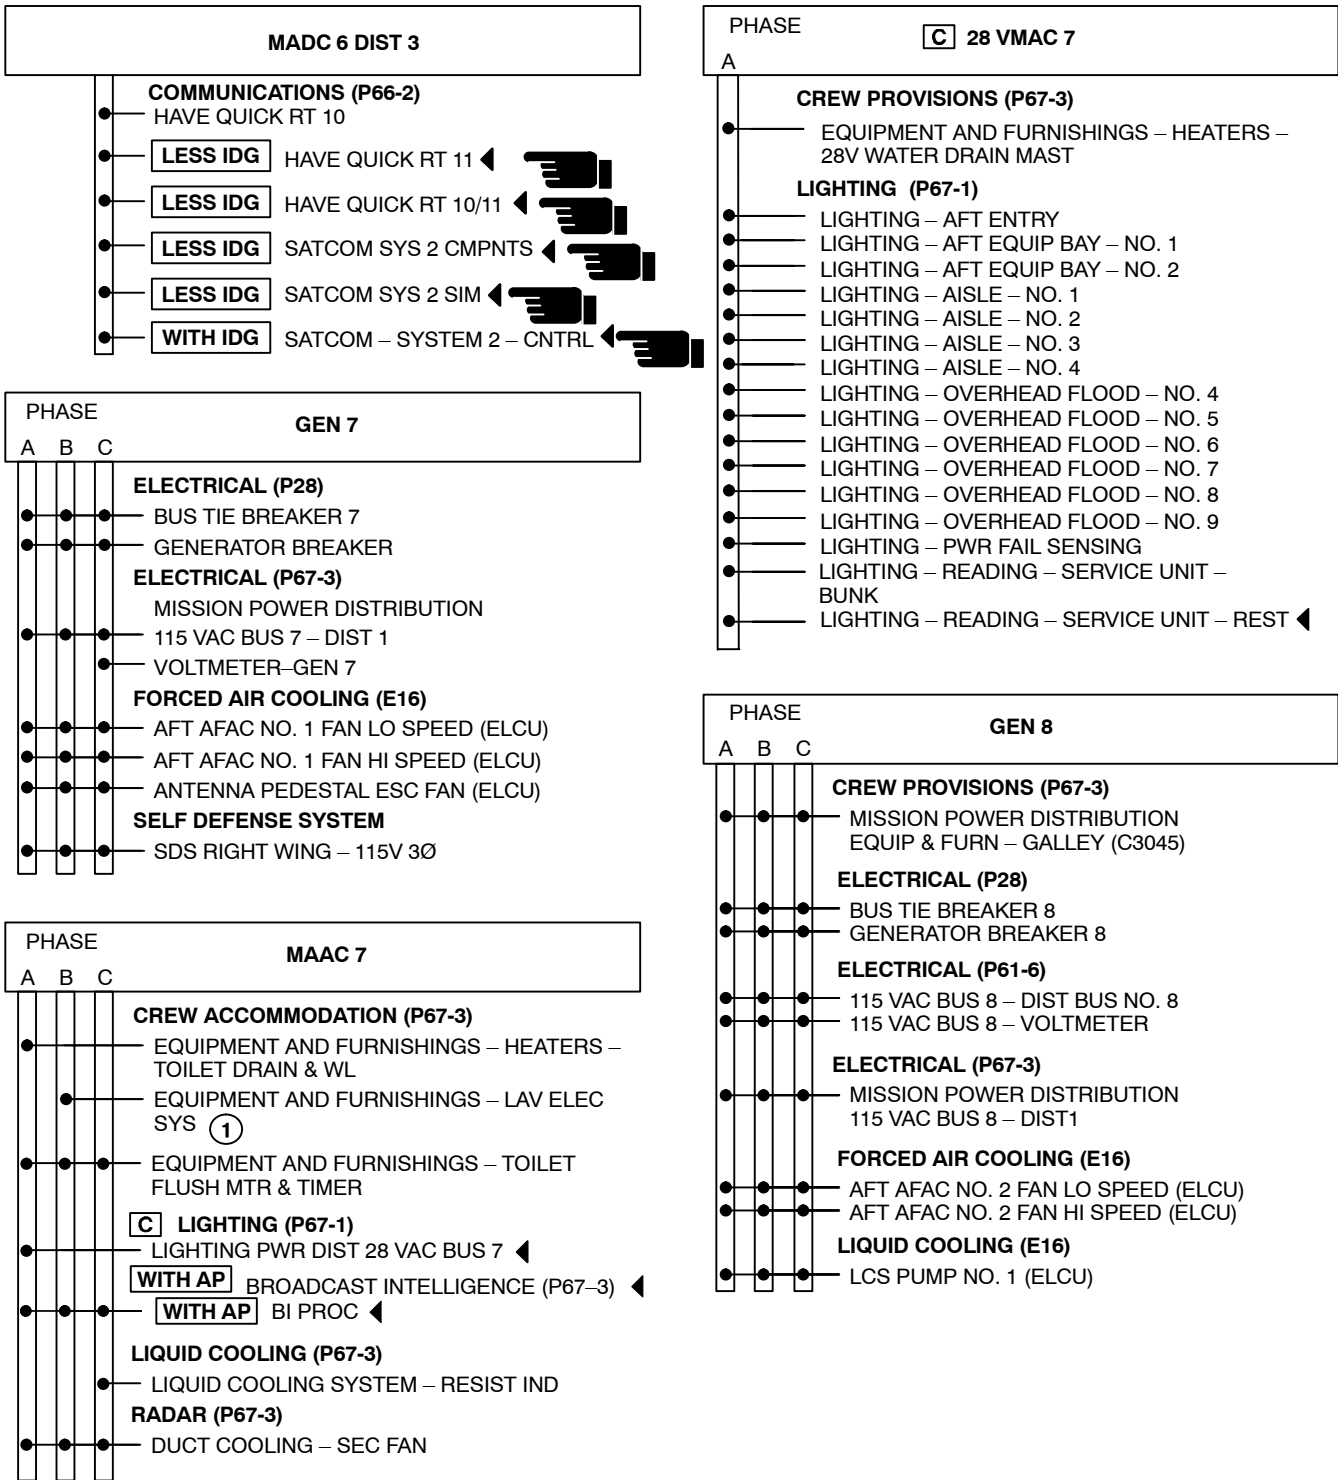 MADC 6 DIST 3
COMMUNICATIONS (P66-2)
HAVE QUICK RT 10
LESS IDG HAVE QUICK RT 11
LESS IDG HAVE QUICK RT 10/11
LESS IDG SATCOM SYS 2 CMPNTS
LESS IDG SATCOM SYS 2 SIM
WITH IDG SATCOM – SYSTEM 2 – CNTRL
PHASE
GEN 7
A B C
ELECTRICAL (P28)
BUS TIE BREAKER 7
GENERATOR BREAKER
ELECTRICAL (P67-3)
MISSION POWER DISTRIBUTION
115 VAC BUS 7 – DIST 1
VOLTMETER–GEN 7
FORCED AIR COOLING (E16)
AFT AFAC NO. 1 FAN LO SPEED (ELCU)
AFT AFAC NO. 1 FAN HI SPEED (ELCU)
ANTENNA PEDESTAL ESC FAN (ELCU)
SELF DEFENSE SYSTEM
SDS RIGHT WING – 115V 3Ø
PHASE
MAAC 7
A B C
CREW ACCOMMODATION (P67-3)
EQUIPMENT AND FURNISHINGS – HEATERS –
TOILET DRAIN & WL
EQUIPMENT AND FURNISHINGS – LAV ELEC
SYS 1
EQUIPMENT AND FURNISHINGS – TOILET
FLUSH MTR & TIMER
C LIGHTING (P67-1)
LIGHTING PWR DIST 28 VAC BUS 7
WITH AP BROADCAST INTELLIGENCE (P67–3)
WITH AP BI PROC
LIQUID COOLING (P67-3)
LIQUID COOLING SYSTEM – RESIST IND
RADAR (P67-3)
DUCT COOLING – SEC FAN
PHASE
C 28 VMAC 7
A
CREW PROVISIONS (P67-3)
EQUIPMENT AND FURNISHINGS – HEATERS –
28V WATER DRAIN MAST
LIGHTING (P67-1)
LIGHTING – AFT ENTRY
LIGHTING – AFT EQUIP BAY – NO. 1
LIGHTING – AFT EQUIP BAY – NO. 2
LIGHTING – AISLE – NO. 1
LIGHTING – AISLE – NO. 2
LIGHTING – AISLE – NO. 3
LIGHTING – AISLE – NO. 4
LIGHTING – OVERHEAD FLOOD – NO. 4
LIGHTING – OVERHEAD FLOOD – NO. 5
LIGHTING – OVERHEAD FLOOD – NO. 6
LIGHTING – OVERHEAD FLOOD – NO. 7
LIGHTING – OVERHEAD FLOOD – NO. 8
LIGHTING – OVERHEAD FLOOD – NO. 9
LIGHTING – PWR FAIL SENSING
LIGHTING – READING – SERVICE UNIT –
BUNK
LIGHTING – READING – SERVICE UNIT – REST
PHASE
GEN 8
A B C
CREW PROVISIONS (P67-3)
MISSION POWER DISTRIBUTION
EQUIP & FURN – GALLEY (C3045)
ELECTRICAL (P28)
BUS TIE BREAKER 8
GENERATOR BREAKER 8
ELECTRICAL (P61-6)
115 VAC BUS 8 – DIST BUS NO. 8
115 VAC BUS 8 – VOLTMETER
ELECTRICAL (P67-3)
MISSION POWER DISTRIBUTION
115 VAC BUS 8 – DIST1
FORCED AIR COOLING (E16)
AFT AFAC NO. 2 FAN LO SPEED (ELCU)
AFT AFAC NO. 2 FAN HI SPEED (ELCU)
LIQUID COOLING (E16)
LCS PUMP NO. 1 (ELCU)